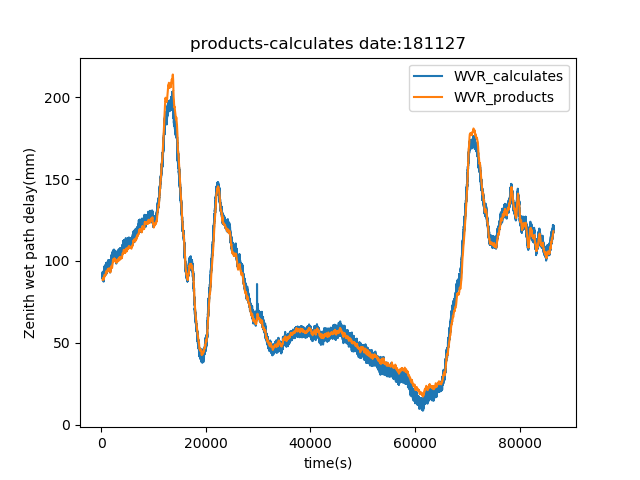 products-calculates date:181127
WVR_calculates
WVR_products
Zenith wet path delay(mm)
200
150
100
50
0
0 20000 40000 60000 80000
time(s)